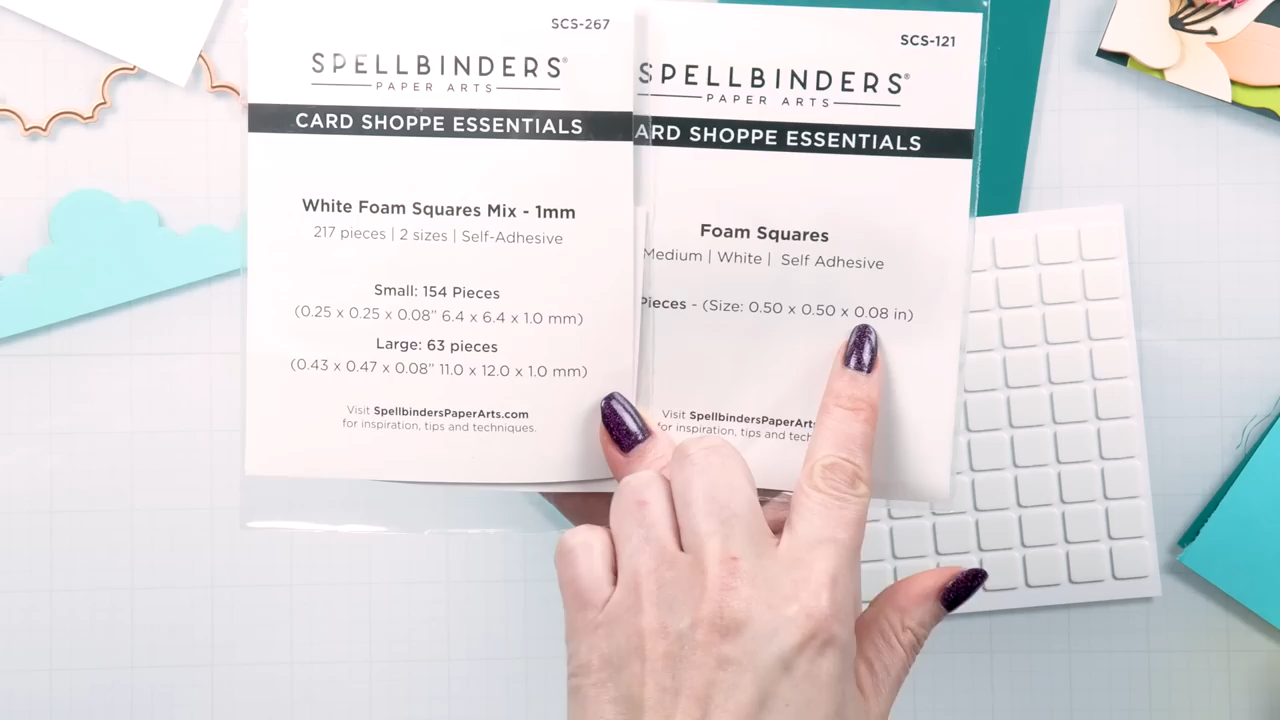 SCS-267
SPELLBINDERS®
PAPER ARTS
CARD SHOPPE ESSENTIALS
White Foam Squares Mix - 1mm
217 pieces | 2 sizes | Self-Adhesive
Small: 154 Pieces
(0.25 x 0.25 x 0.08" 6.4 x 6.4 x 1.0 mm)
Large: 63 pieces
(0.43 x 0.47 x 0.08" 11.0 x 12.0 x 1.0 mm)
Visit SpellbindersPaperArts.com
for inspiration, tips and techniques.
SCS-121
SPELLBINDERS®
PAPER ARTS
ARD SHOPPE ESSENTIALS
Foam Squares
Medium | White | Self Adhesive
Pieces - (Size: 0.50 x 0.50 x 0.08 in)
Visit SpellbindersPaperArts
for inspiration, tips and tech